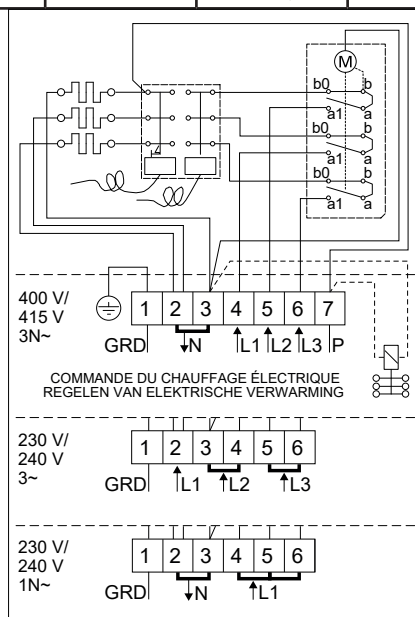 M
b0 b
a1 a
b0 b
a1 a
b0 b
a1 a
400 V/
415 V
3N~
1 2 3 4 5 6 7
GRD N L1 L2 L3 P
COMMANDE DU CHAUFFAGE ÉLECTRIQUE
REGELEN VAN ELEKTRISCHE VERWARMING
230 V/
240 V
3~
1 2 3 4 5 6
GRD L1 L2 L3
230 V/
240 V
1N~
1 2 3 4 5 6
GRD N L1